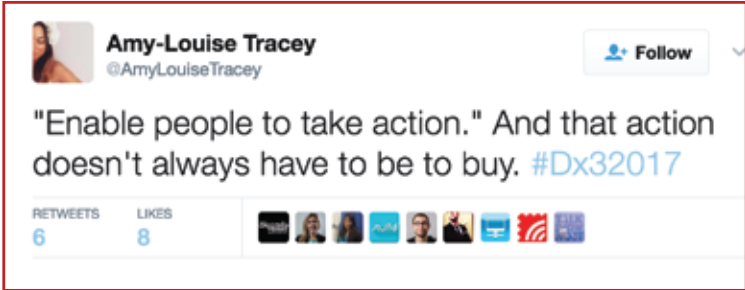 Amy-Louise Tracey
@AmyLouiseTracey
Follow
"Enable people to take action." And that action
doesn't always have to be to buy. #Dx32017
RETWEETS LIKES
6 8